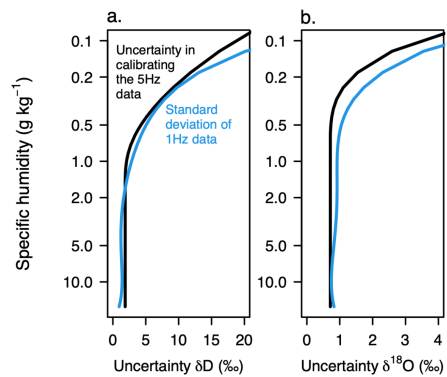 a.
b.
Uncertainty in
calibrating
the 5Hz
data
Standard
deviation of
1Hz data
Specific humidity (g kg⁻¹)
0.1
0.2
0.5
1.0
2.0
5.0
10.0
0.1
0.2
0.5
1.0
2.0
5.0
10.0
0 5 10 15 20
0 1 2 3 4
Uncertainty δD (‰)
Uncertainty δ¹⁸O (‰)